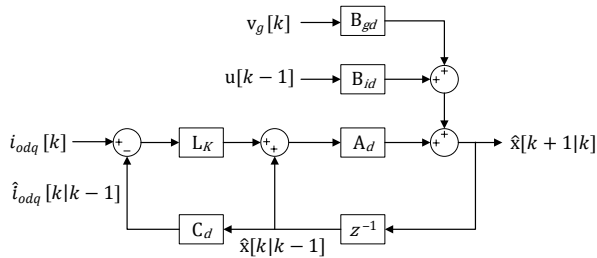 v_g[k] B_gd
+
+
u[k−1] B_id
+
i_odq[k] + − L_K + + A_d + x̂[k+1|k]
î_odq[k|k−1]
C_d x̂[k|k−1] z⁻¹